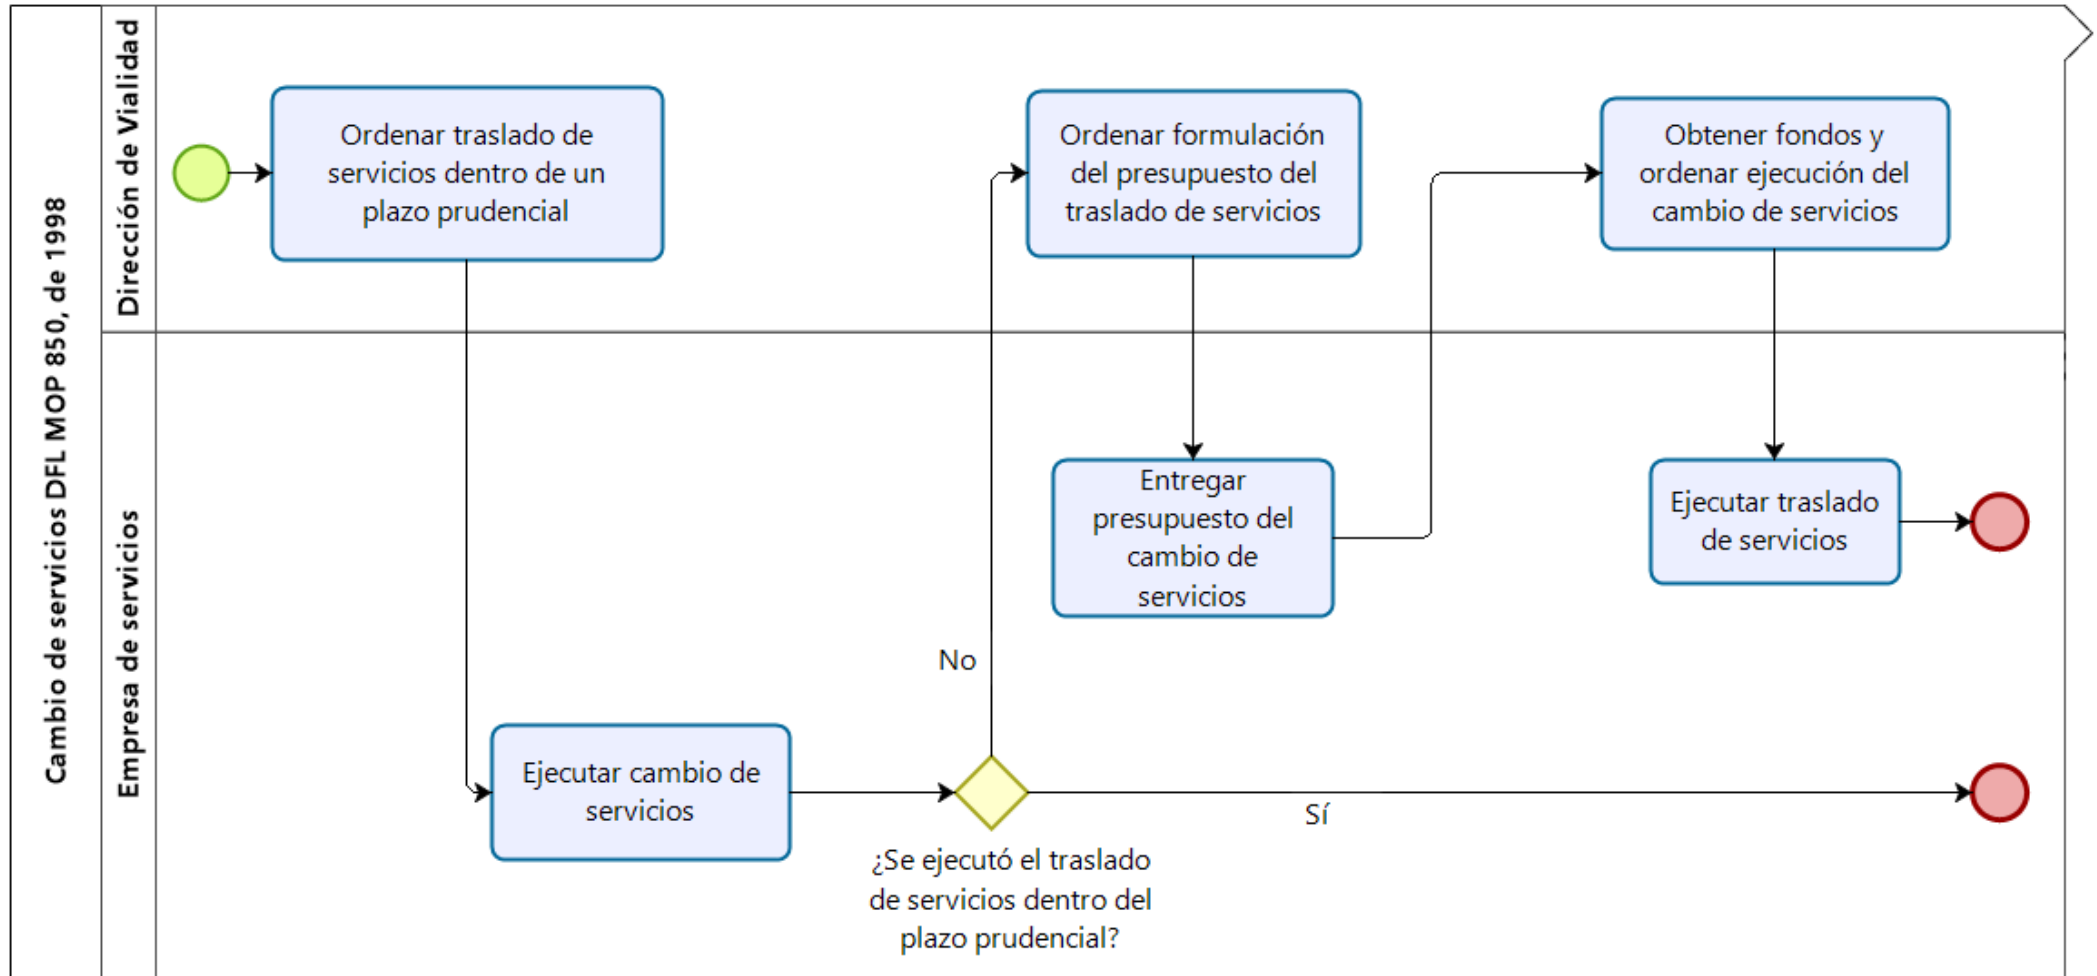 Cambio de servicios DFL MOP 850, de 1998
Dirección de Vialidad
Ordenar traslado de
servicios dentro de un
plazo prudencial
Ordenar formulación
del presupuesto del
traslado de servicios
Obtener fondos y
ordenar ejecución del
cambio de servicios
Empresa de servicios
Entregar
presupuesto del
cambio de
servicios
Ejecutar traslado
de servicios
No
Ejecutar cambio de
servicios
Sí
¿Se ejecutó el traslado
de servicios dentro del
plazo prudencial?